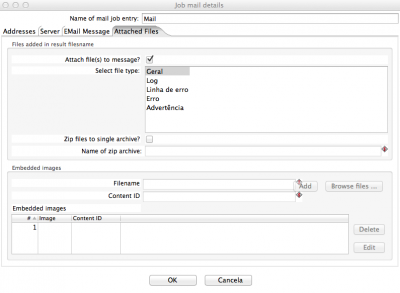 Job mail details
Name of mail job entry: Mail
Addresses Server EMail Message Attached Files
Files added in result filesname
Attach file(s) to message?
Select file type: Geral
Log
Linha de erro
Erro
Advertência
Zip files to single archive?
Name of zip archive:
Embedded images
Filename Add Browse files ...
Content ID
Embedded images
# Image Content ID
1
Delete
Edit
OK Cancela